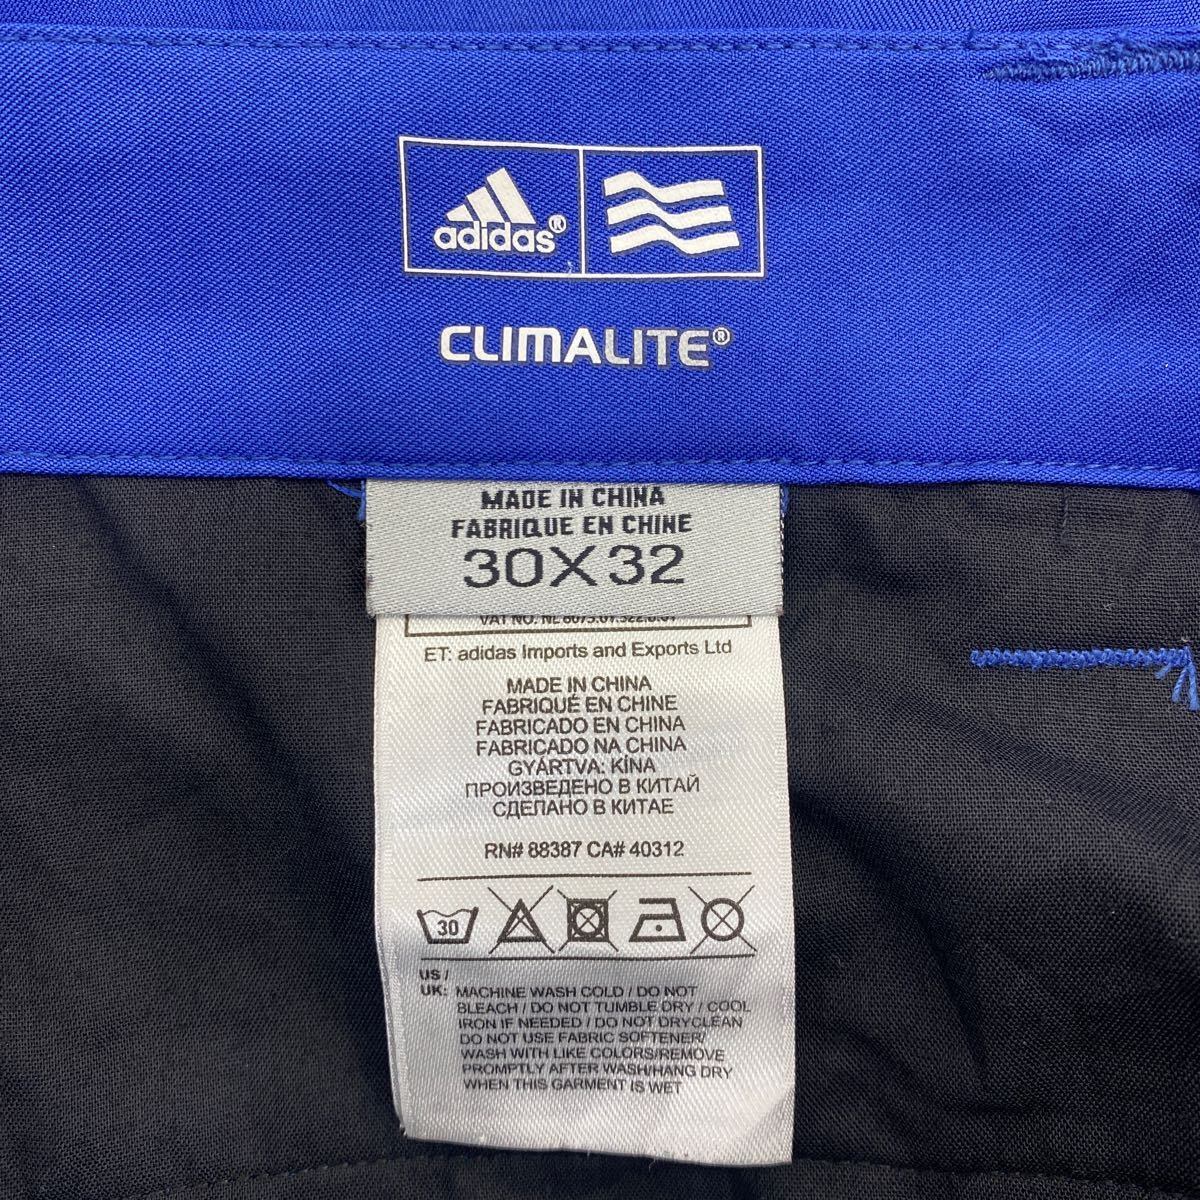 adidas®
CLIMALITE®
MADE IN CHINA
FABRIQUE EN CHINE
30X32
VAT NO. NL
ET: adidas Imports and Exports Ltd
MADE IN CHINA
FABRIQUÉ EN CHINE
FABRICADO EN CHINA
FABRICADO NA CHINA
GYÁRTVA: KÍNA
ПРОИЗВЕДЕНО В КИТАЙ
СДЕЛАНО В КИТАЕ
RN# 88387 CA# 40312
30
US /
UK: MACHINE WASH COLD / DO NOT
BLEACH / DO NOT TUMBLE DRY / COOL
IRON IF NEEDED / DO NOT DRYCLEAN
DO NOT USE FABRIC SOFTENER/
WASH WITH LIKE COLORS/REMOVE
PROMPTLY AFTER WASH/HANG DRY
WHEN THIS GARMENT IS WET